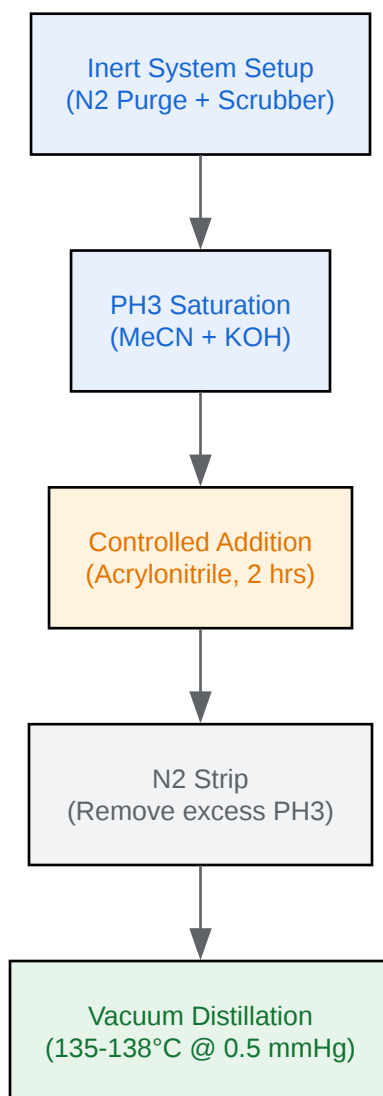 Inert System Setup
(N2 Purge + Scrubber)
PH3 Saturation
(MeCN + KOH)
Controlled Addition
(Acrylonitrile, 2 hrs)
N2 Strip
(Remove excess PH3)
Vacuum Distillation
(135-138°C @ 0.5 mmHg)